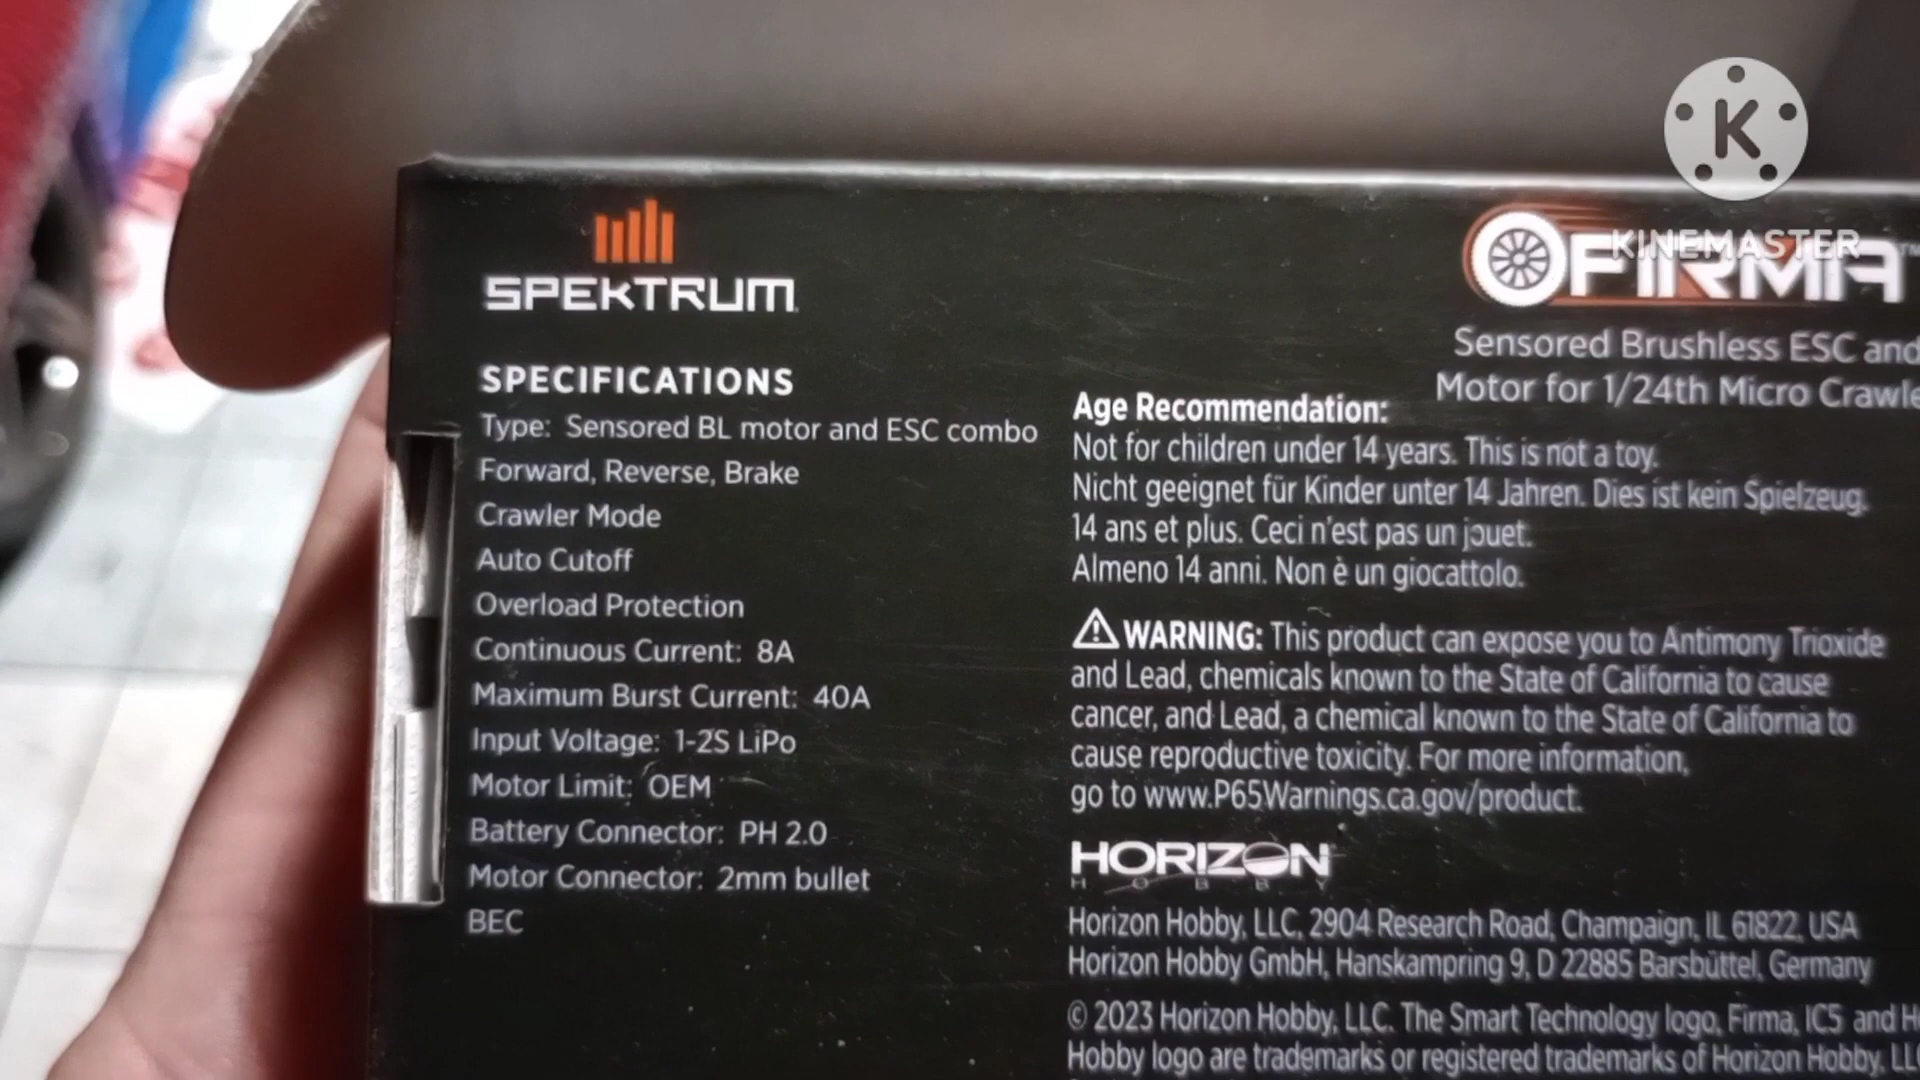 SPEKTRUM
SPECIFICATIONS
Type: Sensored BL motor and ESC combo
Forward, Reverse, Brake
Crawler Mode
Auto Cutoff
Overload Protection
Continuous Current: 8A
Maximum Burst Current: 40A
Input Voltage: 1-2S LiPo
Motor Limit: OEM
Battery Connector: PH 2.0
Motor Connector: 2mm bullet
BEC
K
KINEMASTER
FIRMA™
Sensored Brushless ESC and
Motor for 1/24th Micro
Age Recommendation:
Not for children under 14 years. This is not a toy.
Nicht geeignet für Kinder unter 14 Jahren. Dies ist kein Spielzeug.
14 ans et plus. Ceci n'est pas un jouet.
Almeno 14 anni. Non è un giocattolo.
⚠ WARNING: This product can expose you to Antimony Trioxide
and Lead, chemicals known to the State of California to cause
cancer, and Lead, a chemical known to the State of California to
cause reproductive toxicity. For more information,
go to www.P65Warnings.ca.gov/product.
HORIZON
HOBBY
Horizon Hobby, LLC, 2904 Research Road, Champaign, IL 61822, USA
Horizon Hobby GmbH, Hanskampring 9, D 22885 Barsbüttel, Germany
© 2023 Horizon Hobby, LLC. The Smart Technology logo, Firma, IC5 and
Hobby logo are trademarks or registered trademarks of Horizon Hobby,